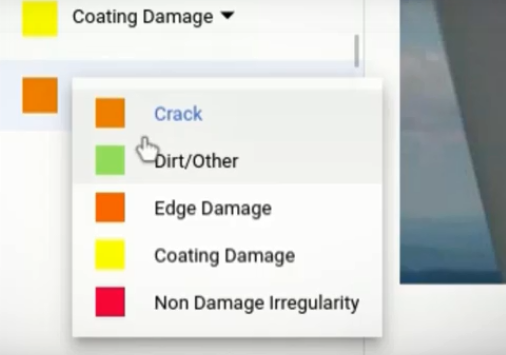 Coating Damage
Crack
Dirt/Other
Edge Damage
Coating Damage
Non Damage Irregularity